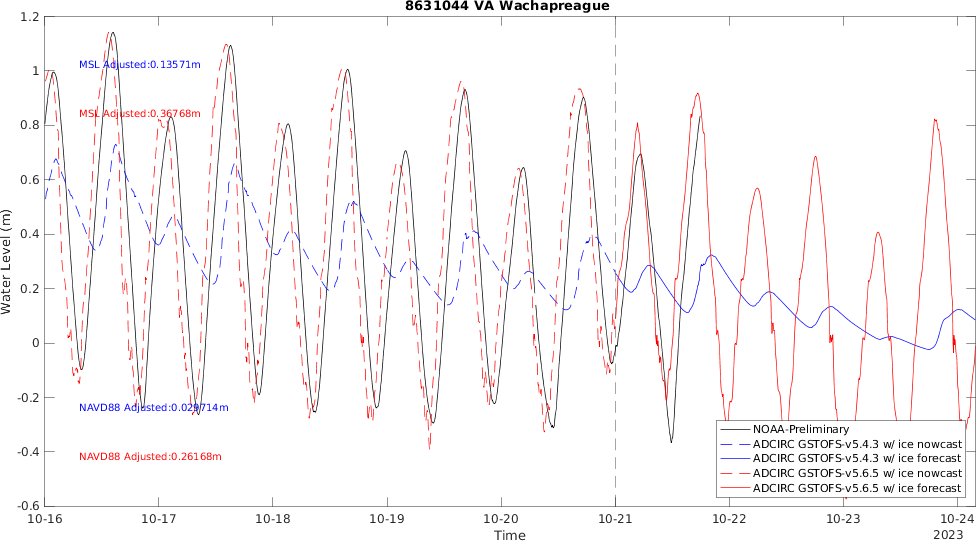 8631044 VA Wachapreague
Water Level (m)
1.2
1
0.8
0.6
0.4
0.2
0
-0.2
-0.4
-0.6
MSL Adjusted:0.13571m
MSL Adjusted:0.36768m
NAVD88 Adjusted:0.029714m
NAVD88 Adjusted:0.26168m
NOAA-Preliminary
ADCIRC GSTOFS-v5.4.3 w/ ice nowcast
ADCIRC GSTOFS-v5.4.3 w/ ice forecast
ADCIRC GSTOFS-v5.6.5 w/ ice nowcast
ADCIRC GSTOFS-v5.6.5 w/ ice forecast
10-16 10-17 10-18 10-19 10-20 10-21 10-22 10-23 10-24
Time
2023